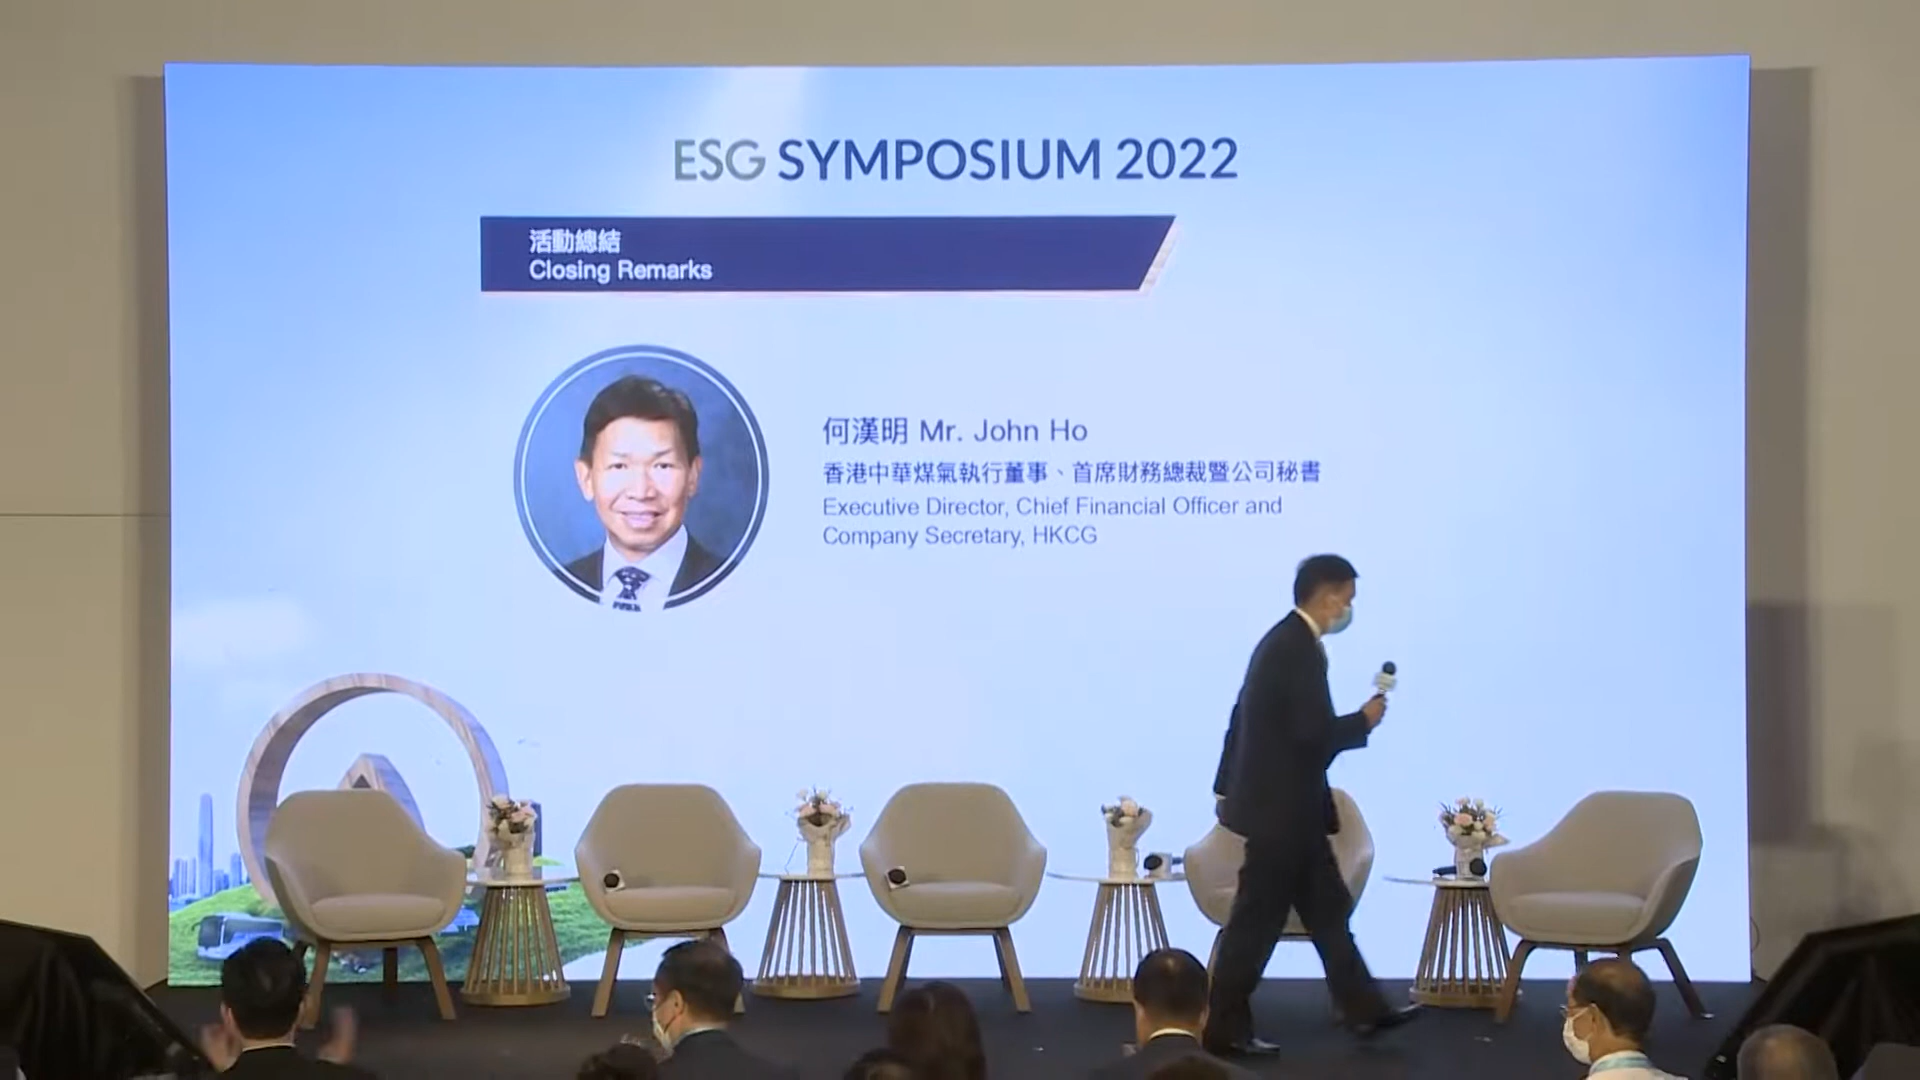 ESG SYMPOSIUM 2022
活動總結
Closing Remarks
何漢明 Mr. John Ho
香港中華煤氣執行董事、首席財務總裁暨公司秘書
Executive Director, Chief Financial Officer and
Company Secretary, HKCG